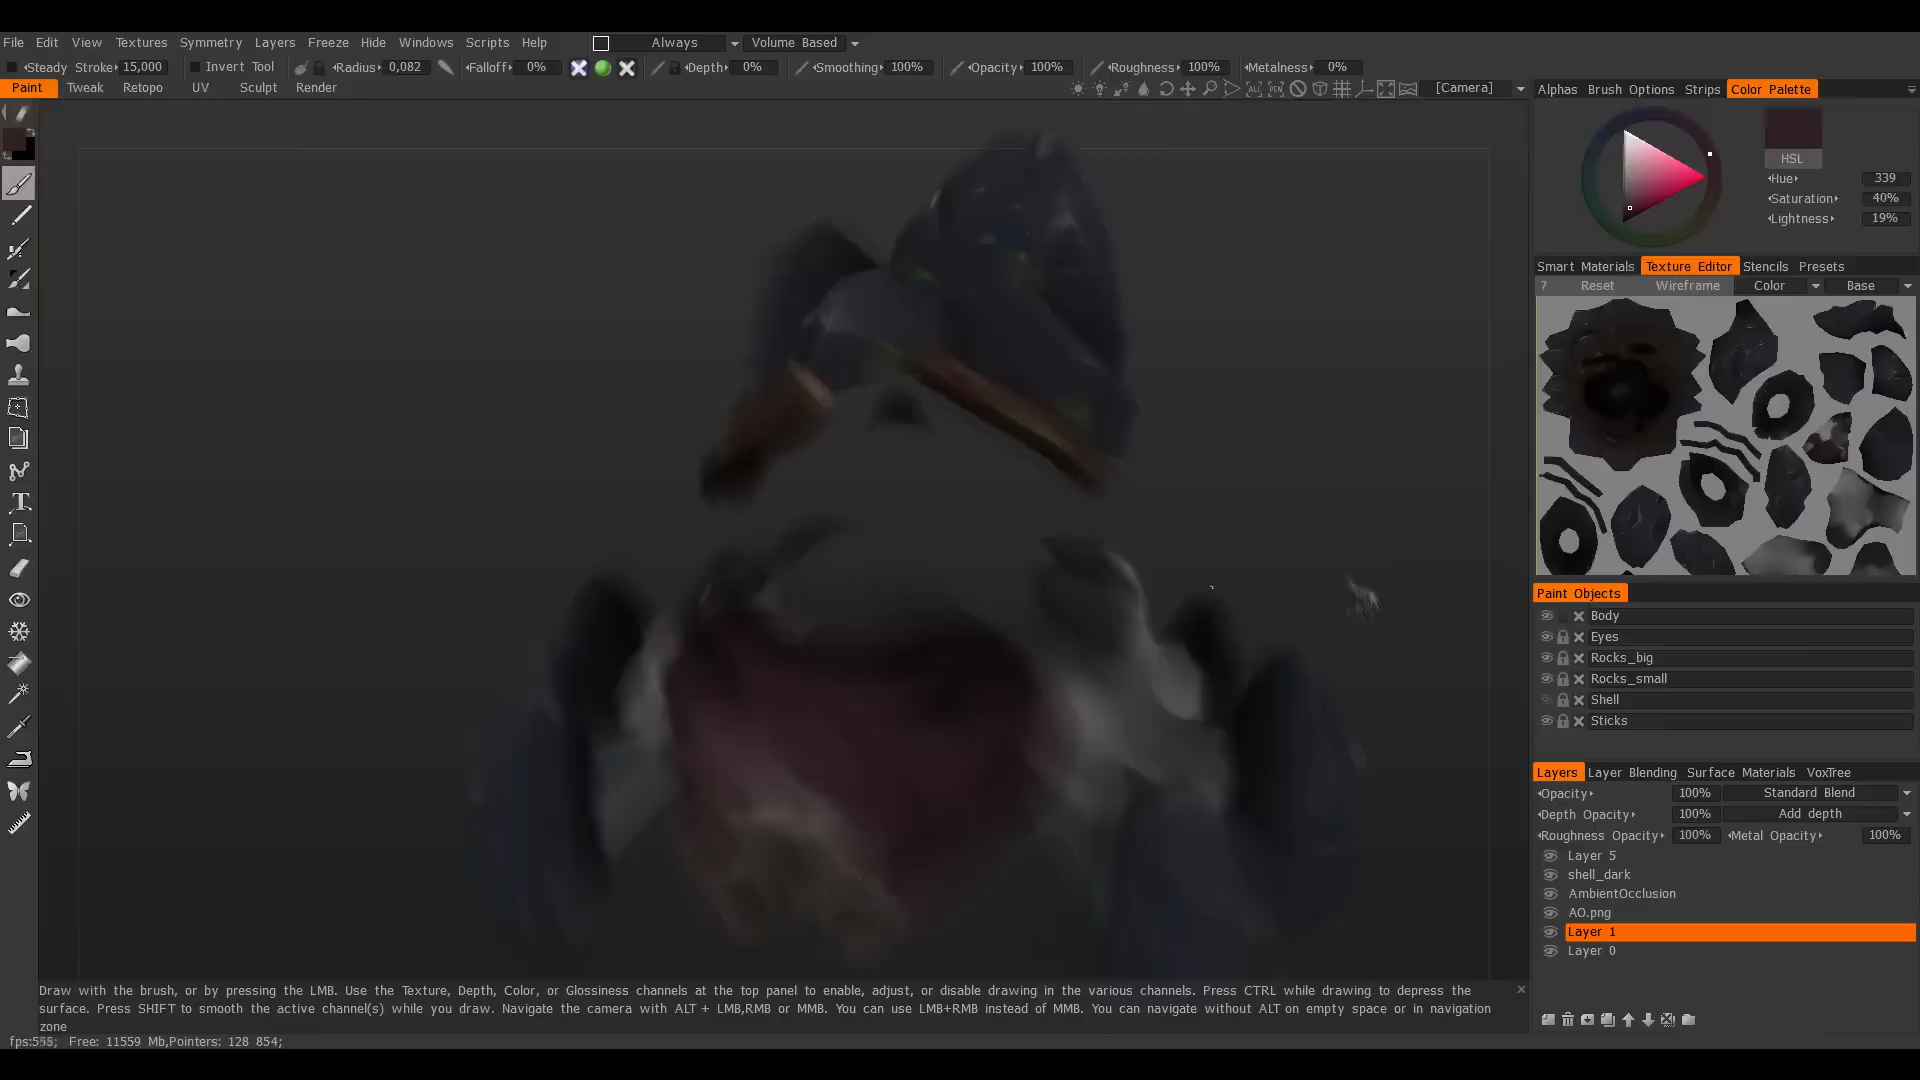 File Edit View Textures Symmetry Layers Freeze Hide Windows Scripts Help Always Volume Based
Steady Stroke 15,000 Invert Tool Radius 0,082 Falloff 0% Depth 0% Smoothing 100% Opacity 100% Roughness 100% Metalness 0%
Paint Tweak Retopo UV Sculpt Render [Camera]
Alphas Brush Options Strips Color Palette
HSL
Hue 339
Saturation 40%
Lightness 19%
Smart Materials Texture Editor Stencils Presets
? Reset Wireframe Color Base
Paint Objects
Body
Eyes
Rocks_big
Rocks_small
Shell
Sticks
Layers Layer Blending Surface Materials VoxTree
Opacity 100% Standard Blend
Depth Opacity 100% Add depth
Roughness Opacity 100% Metal Opacity 100%
Layer 5
shell_dark
AmbientOcclusion
AO.png
Layer 1
Layer 0
Draw with the brush, or by pressing the LMB. Use the Texture, Depth, Color, or Glossiness channels at the top panel to enable, adjust, or disable drawing in the various channels. Press CTRL while drawing to depress the
surface. Press SHIFT to smooth the active channel(s) while you draw. Navigate the camera with ALT + LMB,RMB or MMB. You can use LMB+RMB instead of MMB. You can navigate without ALT on empty space or in navigation
zone
Free: 11559 Mb,Pointers: 128 854;